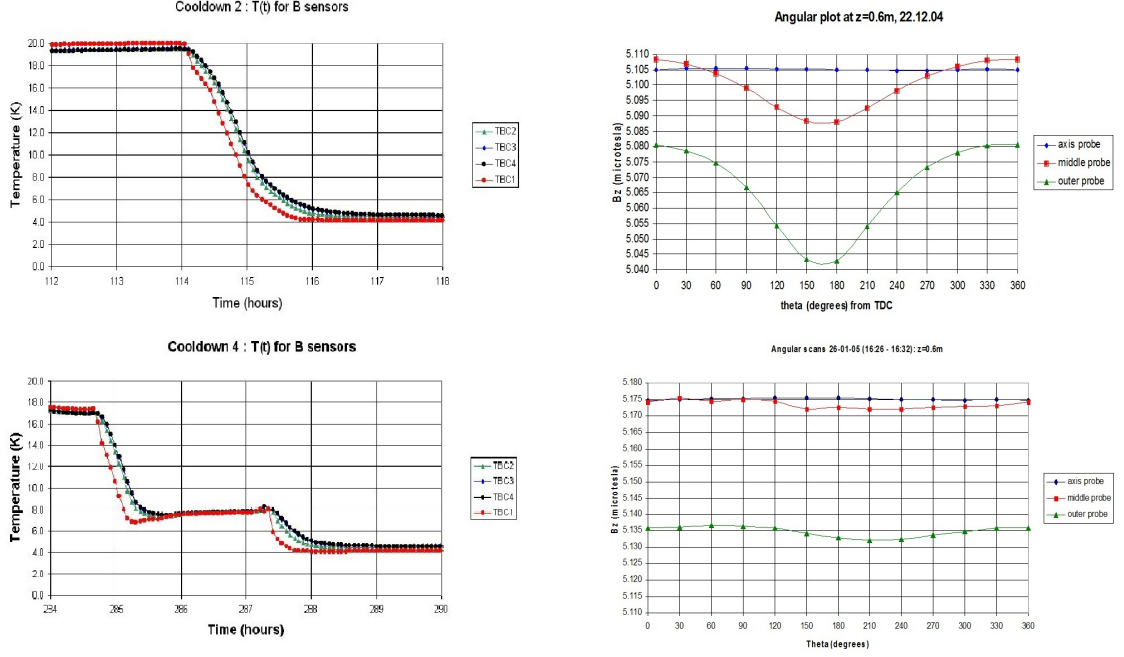 Cooldown 2 : T(t) for B sensors
Temperature (K)
20.0
18.0
16.0
14.0
12.0
10.0
8.0
6.0
4.0
2.0
0.0
112
113
114
115
116
117
118
Time (hours)
TBC2
TBC3
TBC4
TBC1
Angular plot at z=0.6m, 22.12.04
Bz (microtesla)
5.110
5.105
5.100
5.095
5.090
5.085
5.080
5.075
5.070
5.065
5.060
5.055
5.050
5.045
5.040
0 30 60 90 120 150 180 210 240 270 300 330 360
theta (degrees) from TDC
axis probe
middle probe
outer probe
Cooldown 4 : T(t) for B sensors
Temperature (K)
20.0
18.0
16.0
14.0
12.0
10.0
8.0
6.0
4.0
2.0
0.0
284
285
286
287
288
289
290
Time (hours)
TBC2
TBC3
TBC4
TBC1
Angular scans 26-01-05 (16:26 - 16:32): z=0.6m
Bz (microtesla)
5.180
5.175
5.170
5.165
5.160
5.155
5.150
5.145
5.140
5.135
5.130
5.125
5.120
5.115
5.110
0 30 60 90 120 150 180 210 240 270 300 330 360
Theta (degrees)
axis probe
middle probe
outer probe